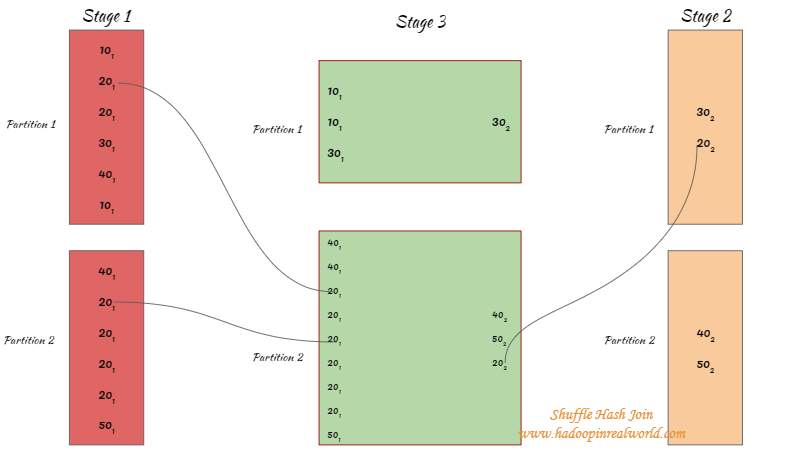 Stage 1
Stage 3
Stage 2
Partition 1
10₁
20₁
20₁
30₁
40₁
10₁
Partition 2
40₁
20₁
20₁
20₁
20₁
50₁
Partition 1
10₁
10₁ 30₂
30₁
Partition 2
40₁
40₁
20₁
20₁ 40₂
20₁ 50₂
20₁ 20₂
20₁
20₁
50₁
Partition 1
30₂
20₂
Partition 2
40₂
50₂
Shuffle Hash Join
www.hadoopinrealworld.com